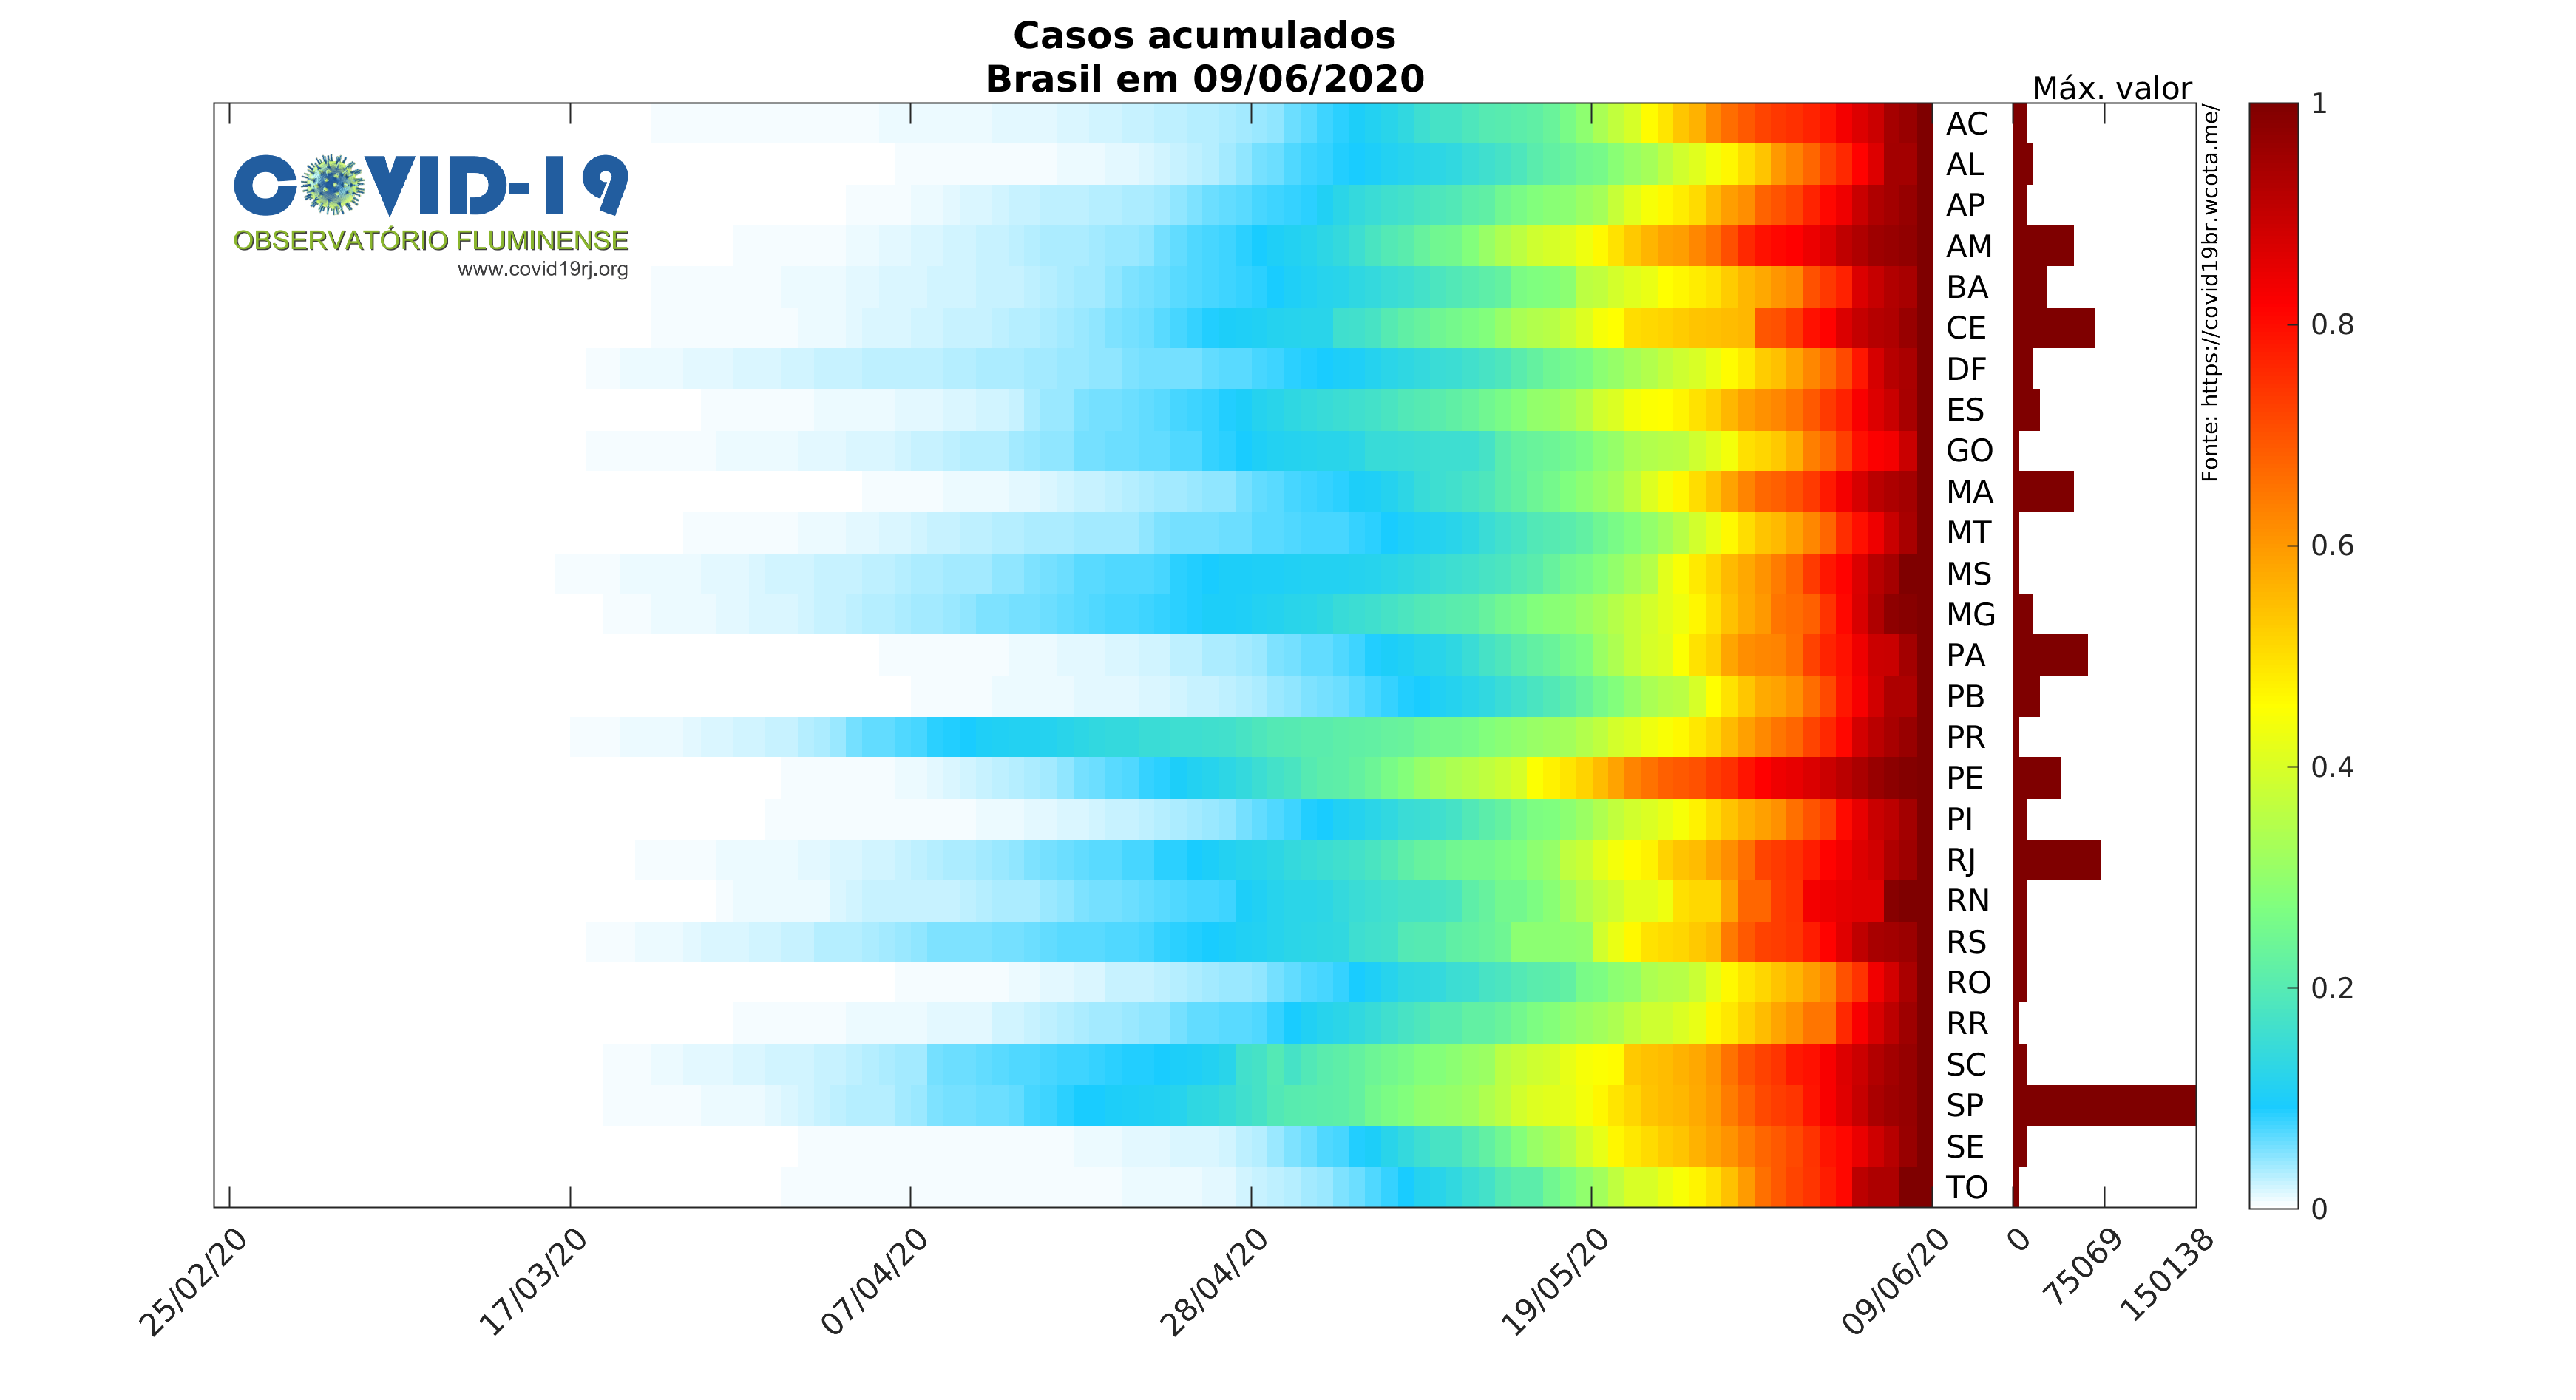 Casos acumulados
Brasil em 09/06/2020
Máx. valor
COVID-19
OBSERVATÓRIO FLUMINENSE
www.covid19rj.org
AC
AL
AP
AM
BA
CE
DF
ES
GO
MA
MT
MS
MG
PA
PB
PR
PE
PI
RJ
RN
RS
RO
RR
SC
SP
SE
TO
Fonte: https://covid19br.wcota.me/
1
0.8
0.6
0.4
0.2
0
25/02/20
17/03/20
07/04/20
28/04/20
19/05/20
09/06/20
0
75069
150138